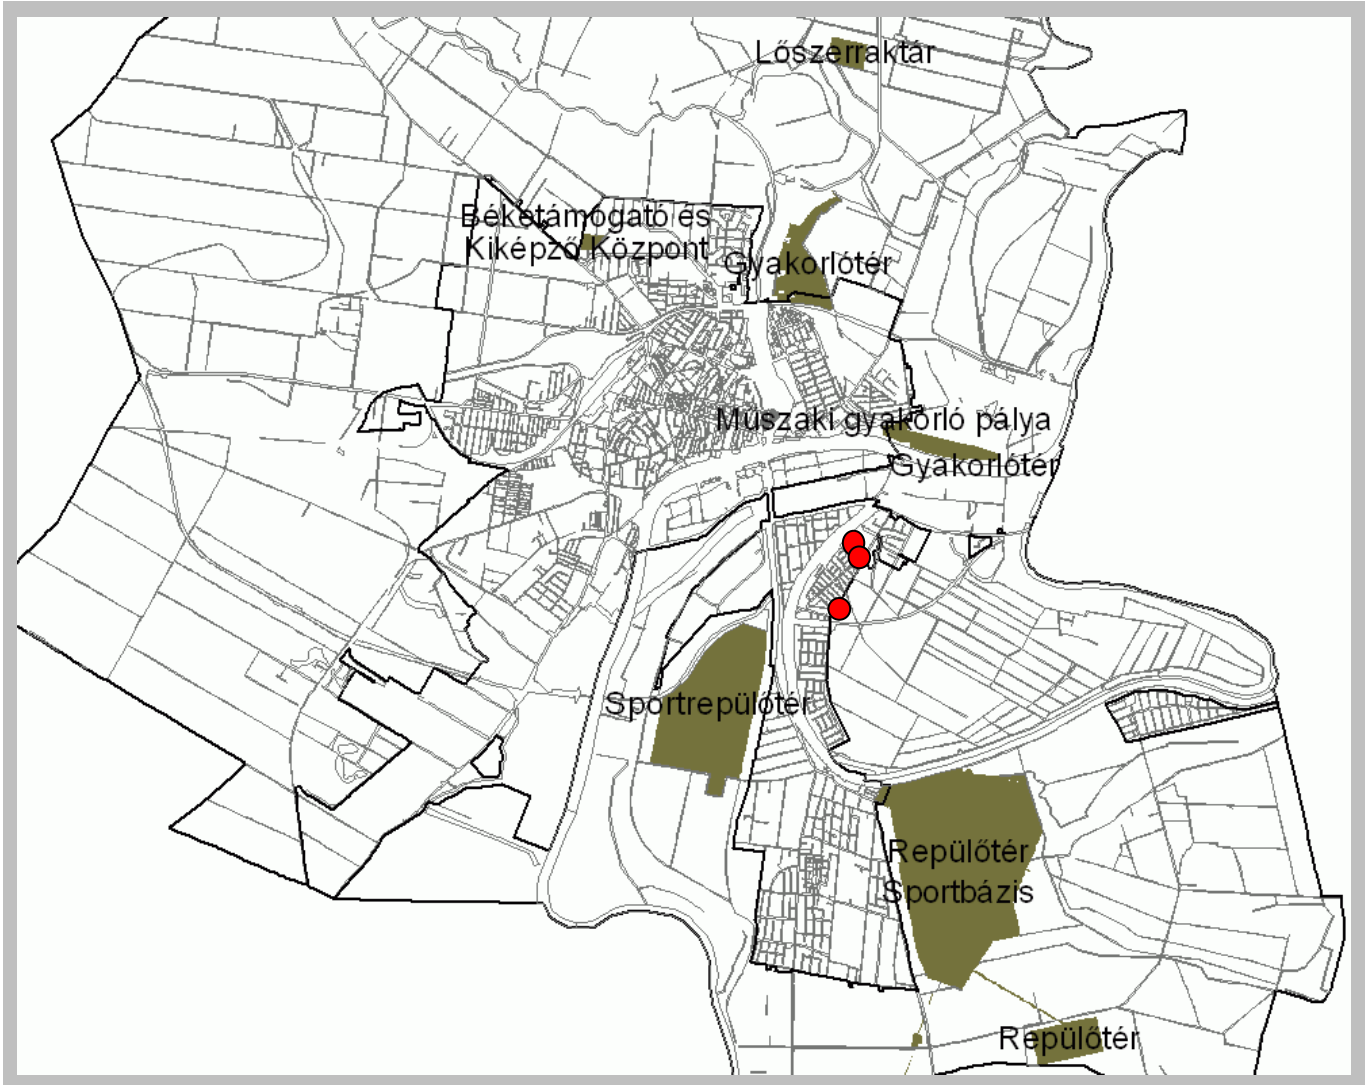 Lőszerraktár
Béketámogató és
Kiképző Központ
Gyakorlótér
Műszaki gyakorló pálya
Gyakorlótér
Sportrepülőtér
Repülőtér
Sportbázis
Repülőtér